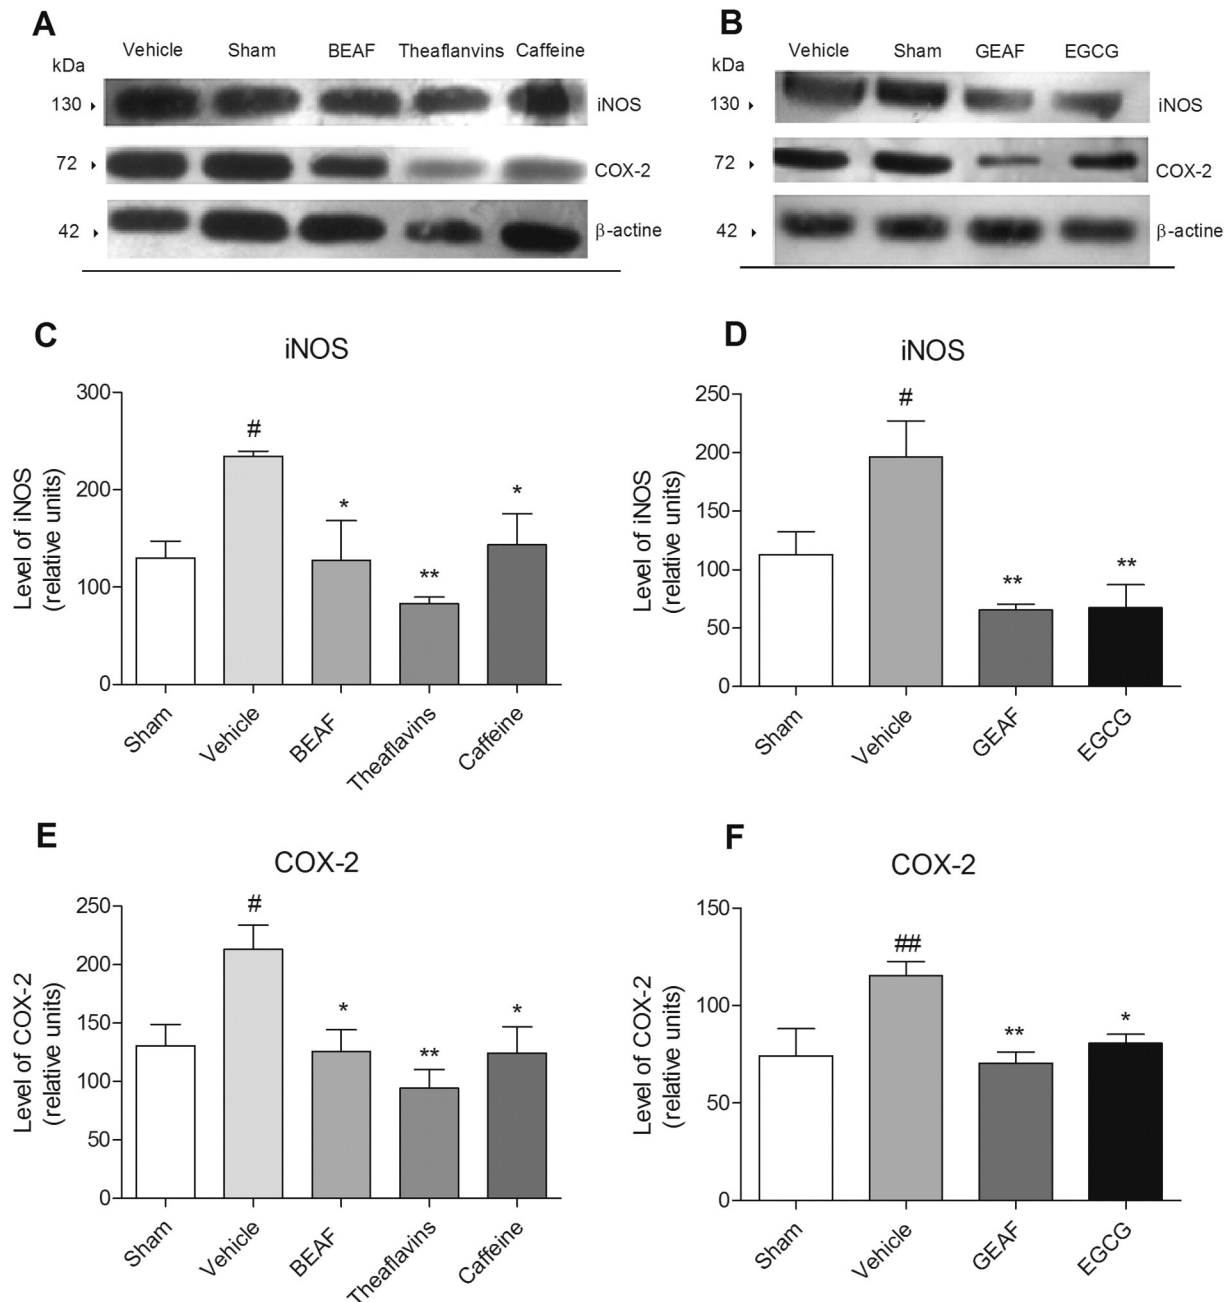 A
Vehicle Sham BEAF Theaflanvins Caffeine
kDa
130
iNOS
72
COX-2
42
β-actine
B
Vehicle Sham GEAF EGCG
kDa
130
iNOS
72
COX-2
42
β-actine
C
iNOS
Level of iNOS
(relative units)
300
200
100
0
#
*
**
*
Sham
Vehicle
BEAF
Theaflavins
Caffeine
D
iNOS
Level of iNOS
(relative units)
250
200
150
100
50
0
#
**
**
Sham
Vehicle
GEAF
EGCG
E
COX-2
Level of COX-2
(relative units)
250
200
150
100
50
0
#
*
**
*
Sham
Vehicle
BEAF
Theaflavins
Caffeine
F
COX-2
Level of COX-2
(relative units)
150
100
50
0
##
**
*
Sham
Vehicle
GEAF
EGCG